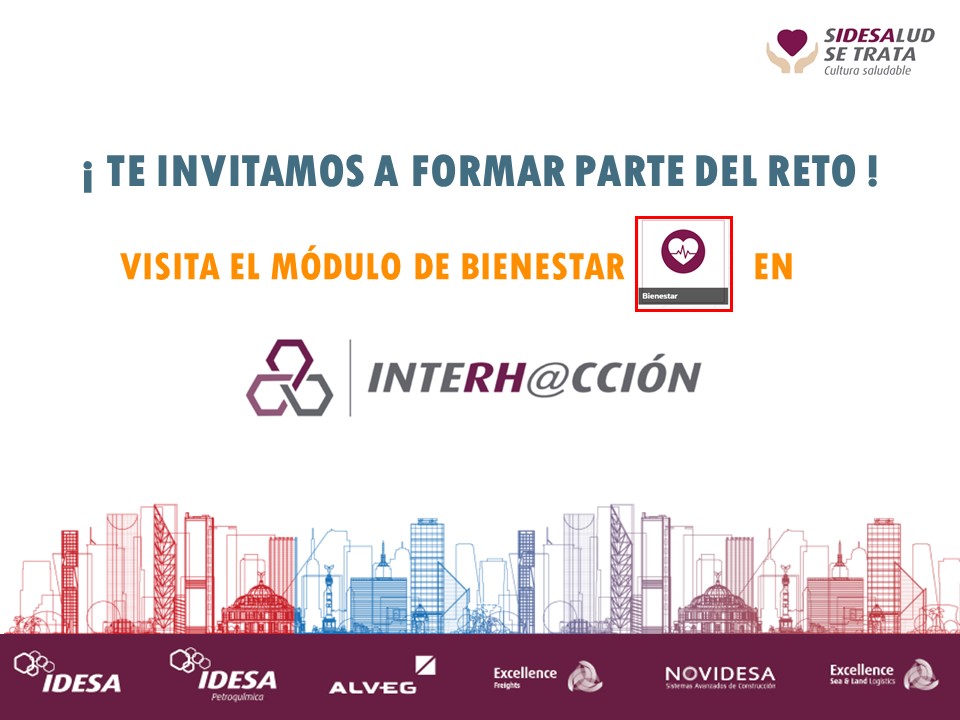 SIDESALUD
SE TRATA
Cultura saludable
¡ TE INVITAMOS A FORMAR PARTE DEL RETO !
VISITA EL MÓDULO DE BIENESTAR EN
Bienestar
INTERH@CCIÓN
IDESA
IDESA
Petroquímica
ALVEG
Excellence
Freights
NOVIDESA
Sistemas Avanzados de Construcción
Excellence
Sea & Land Logistics